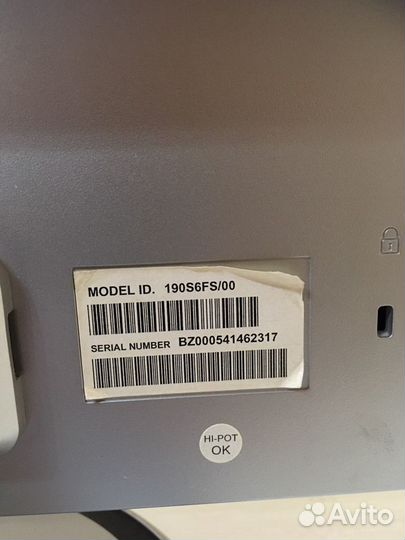 MODEL ID. 190S6FS/00
SERIAL NUMBER BZ000541462317
HI-POT
OK
Avito